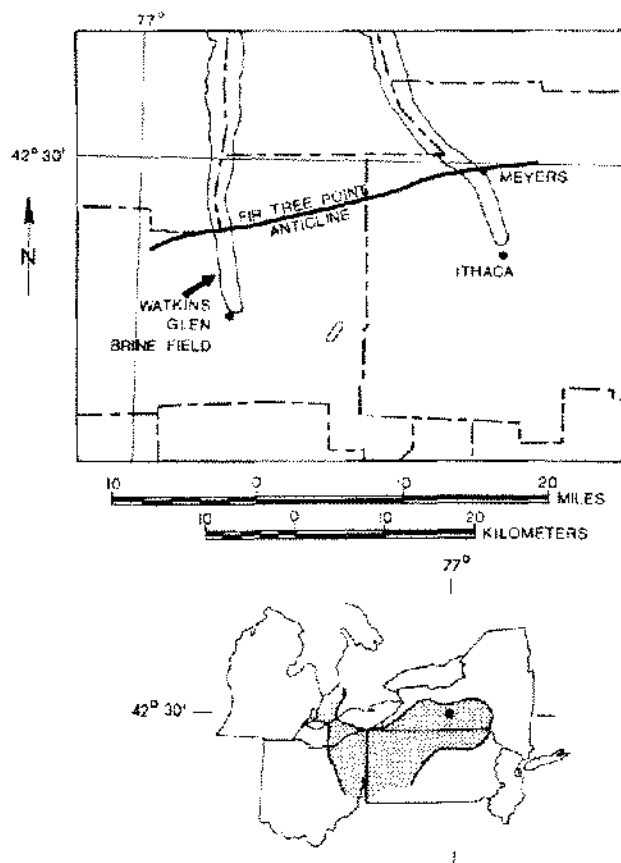 77°
42° 30'
MEYERS
FIR TREE POINT
ANTICLINE
N
ITHACA
WATKINS
GLEN
BRINE FIELD
10 0 10 20 MILES
10 0 10 20 KILOMETERS
77°
42° 30'